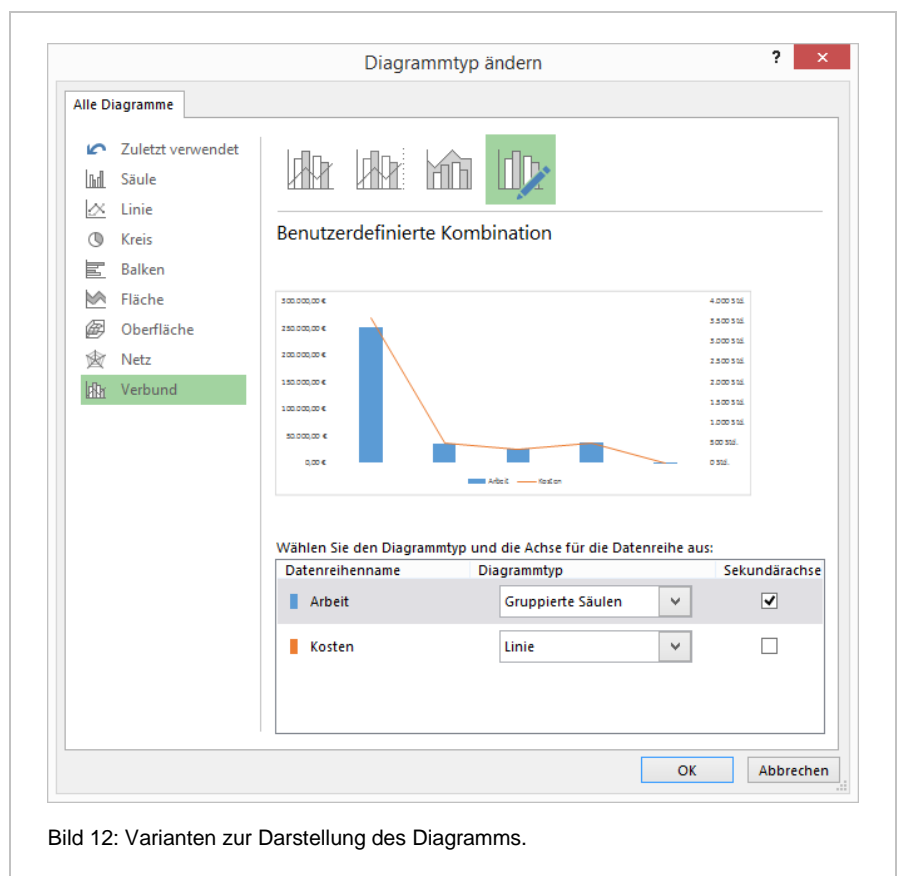 Diagrammtyp ändern
?
Alle Diagramme
Zuletzt verwendet
Säule
Linie
Kreis
Balken
Fläche
Oberfläche
Netz
Verbund
Benutzerdefinierte Kombination
300.000,00 €
250.000,00 €
200.000,00 €
150.000,00 €
100.000,00 €
50.000,00 €
0,00 €
4.000 Std.
3.500 Std.
3.000 Std.
2.500 Std.
2.000 Std.
1.500 Std.
1.000 Std.
500 Std.
0 Std.
Arbeit Kosten
Wählen Sie den Diagrammtyp und die Achse für die Datenreihe aus:
Datenreihenname Diagrammtyp Sekundärachse
Arbeit Gruppierte Säulen
Kosten Linie
OK Abbrechen
Bild 12: Varianten zur Darstellung des Diagramms.